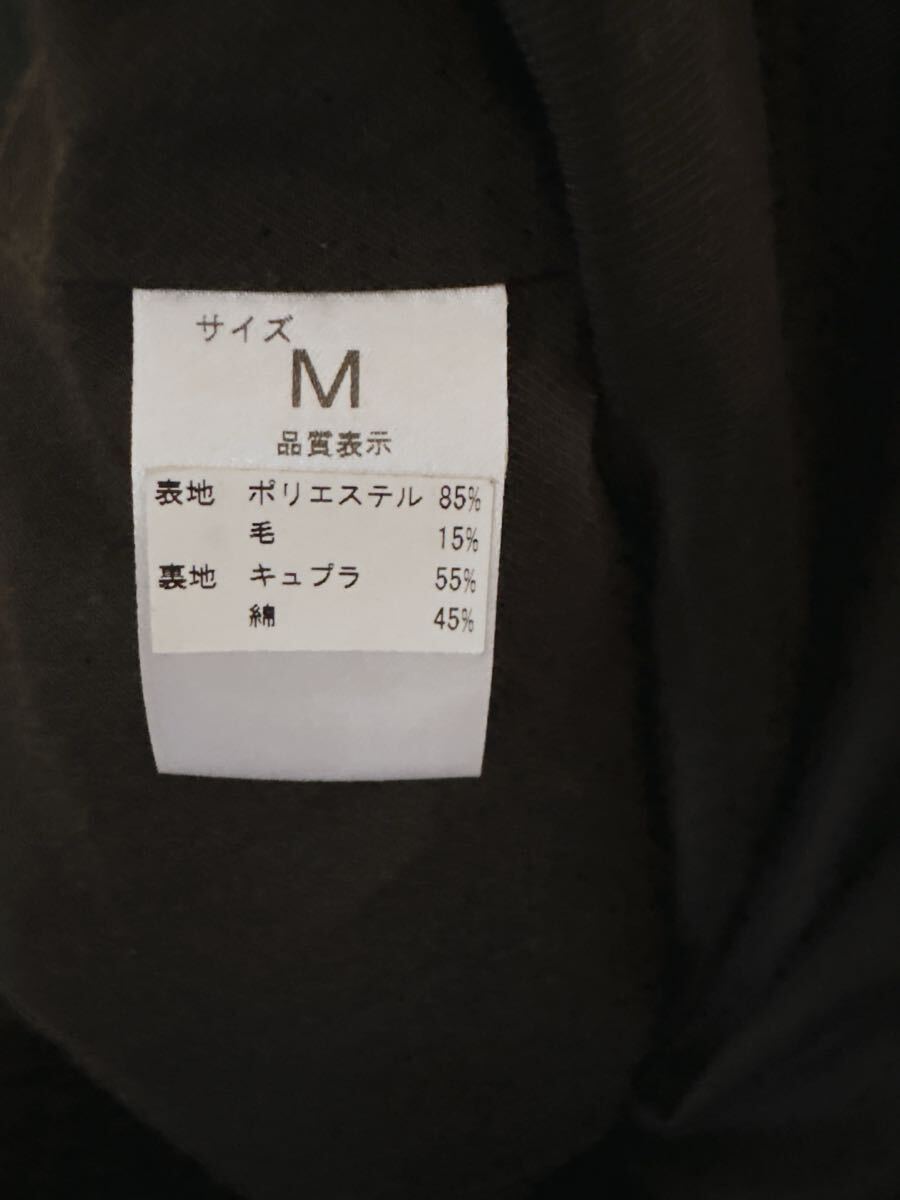 サイズ
M
品質表示
表地 ポリエステル 85%
毛 15%
裏地 キュプラ 55%
綿 45%